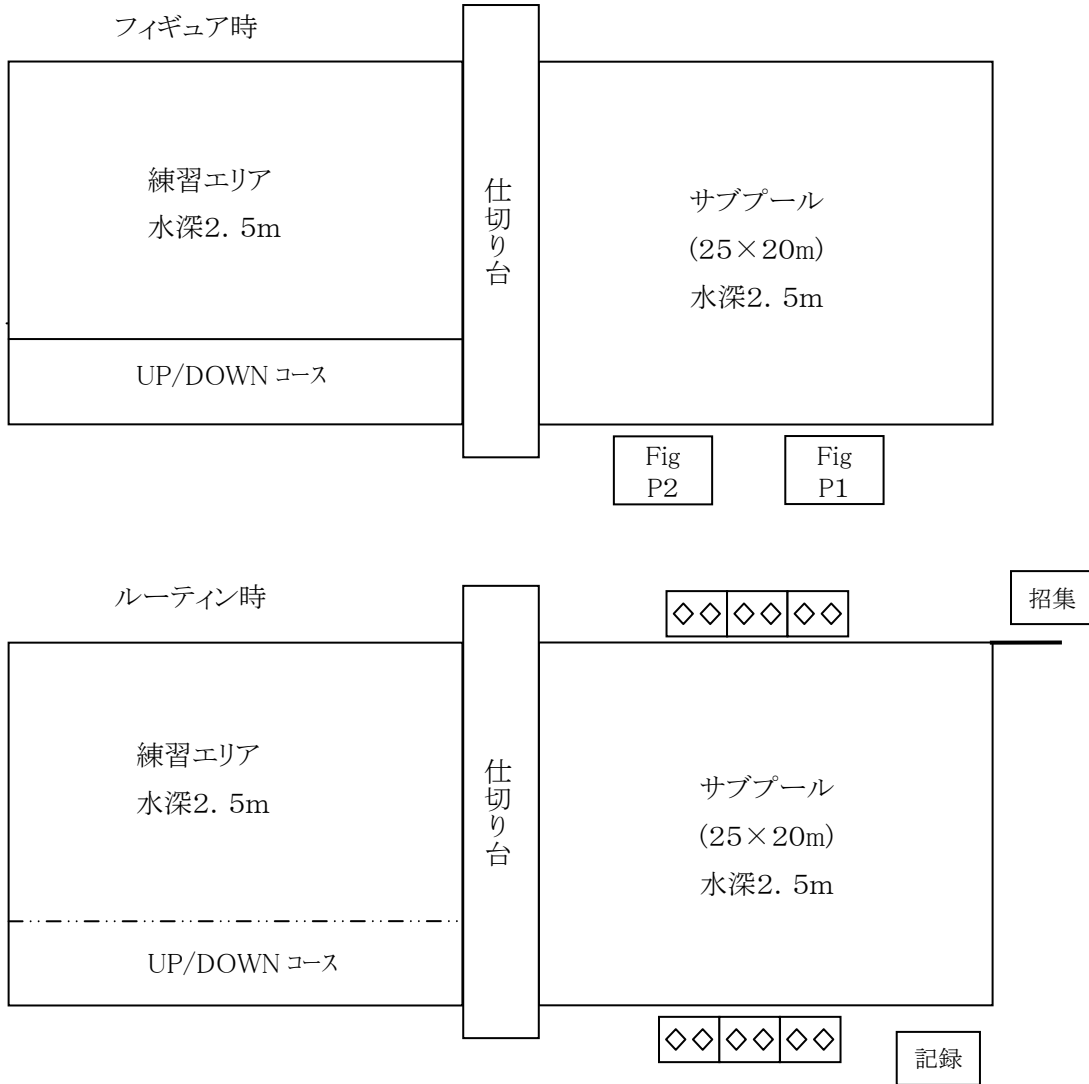 フィギュア時
練習エリア
水深2．5m
仕切り台
サブプール
(25×20m)
水深2．5m
UP/DOWN コース
Fig
P2
Fig
P1
ルーティン時
招集
練習エリア
水深2．5m
仕切り台
サブプール
(25×20m)
水深2．5m
UP/DOWN コース
記録